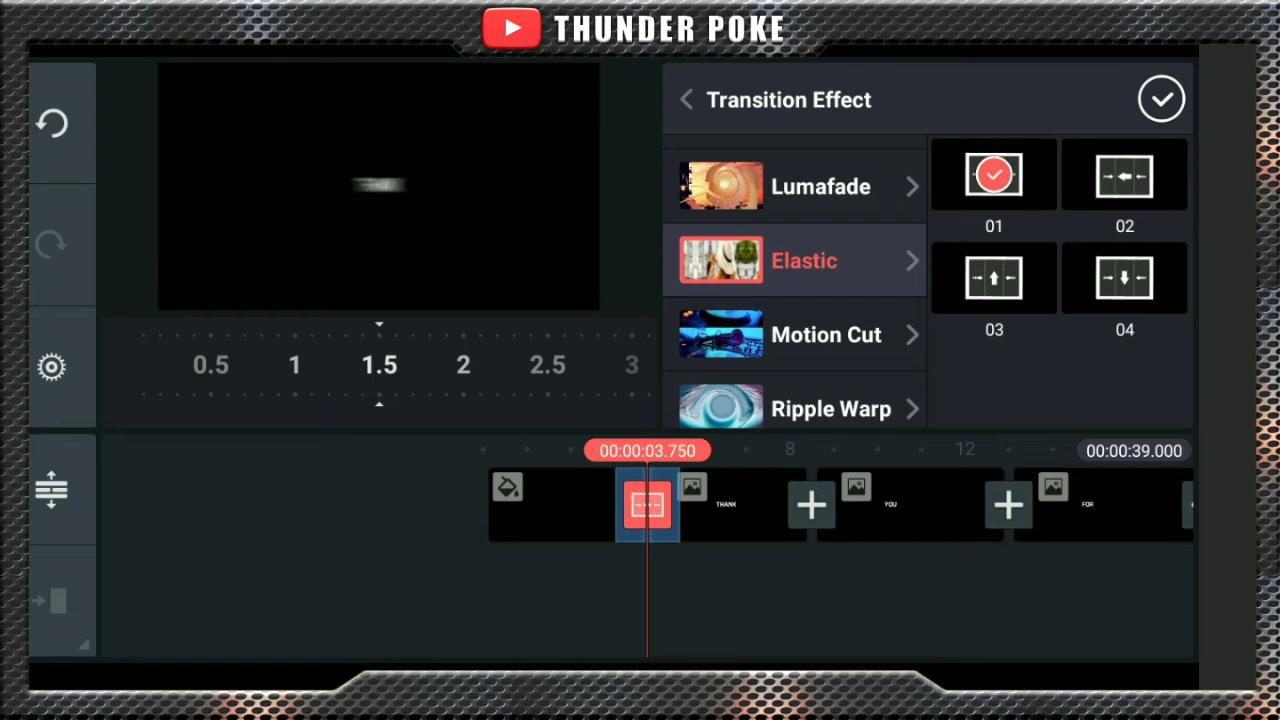 THUNDER POKE
Transition Effect
Lumafade
Elastic
Motion Cut
Ripple Warp
01
02
03
04
0.5 1 1.5 2 2.5 3
00:00:03.750
8
12
00:00:39.000
THANK
YOU
FOR